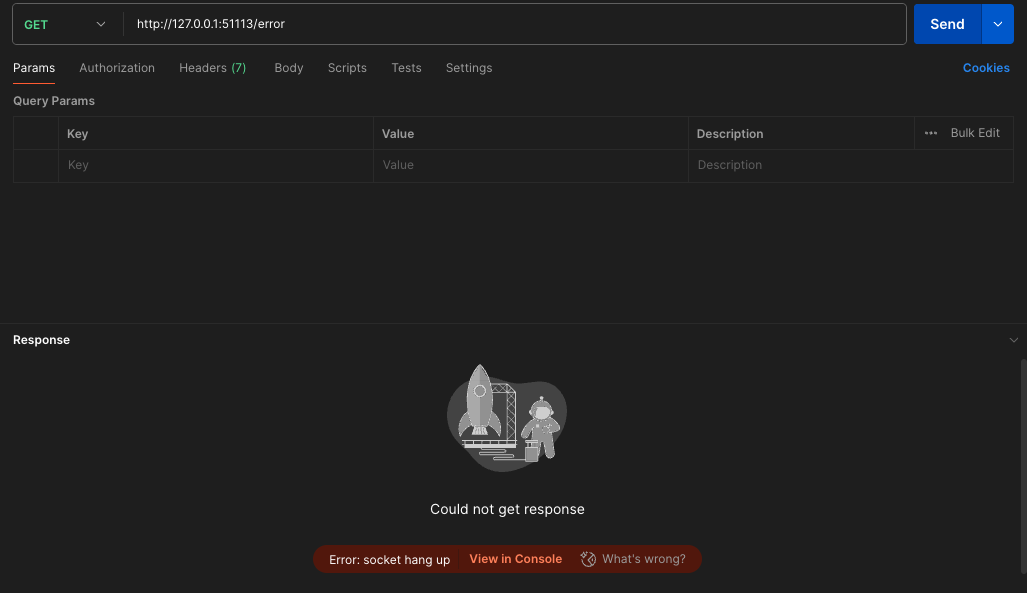 GET http://127.0.0.1:51113/error Send
Params Authorization Headers (7) Body Scripts Tests Settings Cookies
Query Params
Key Value Description ••• Bulk Edit
Key Value Description
Response
Could not get response
Error: socket hang up View in Console What's wrong?